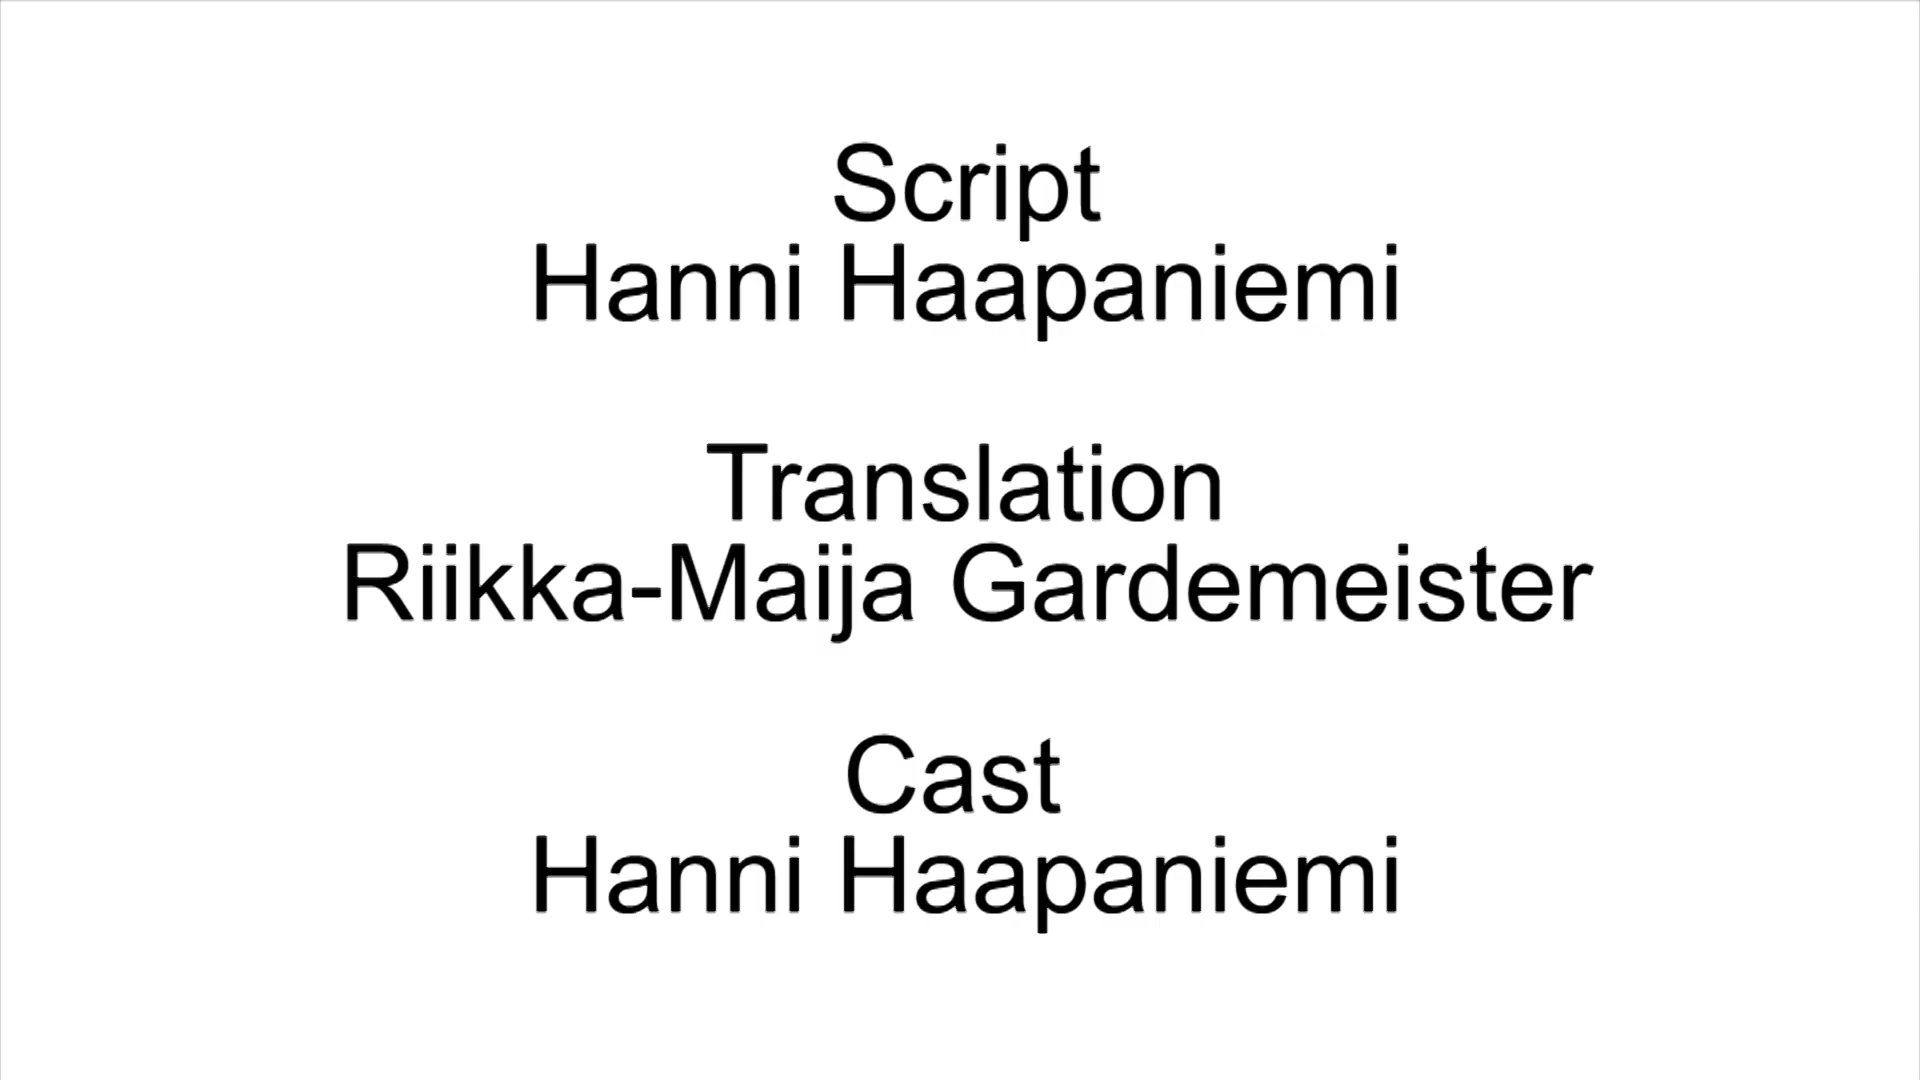 Script
Hanni Haapaniemi
Translation
Riikka-Maija Gardemeister
Cast
Hanni Haapaniemi